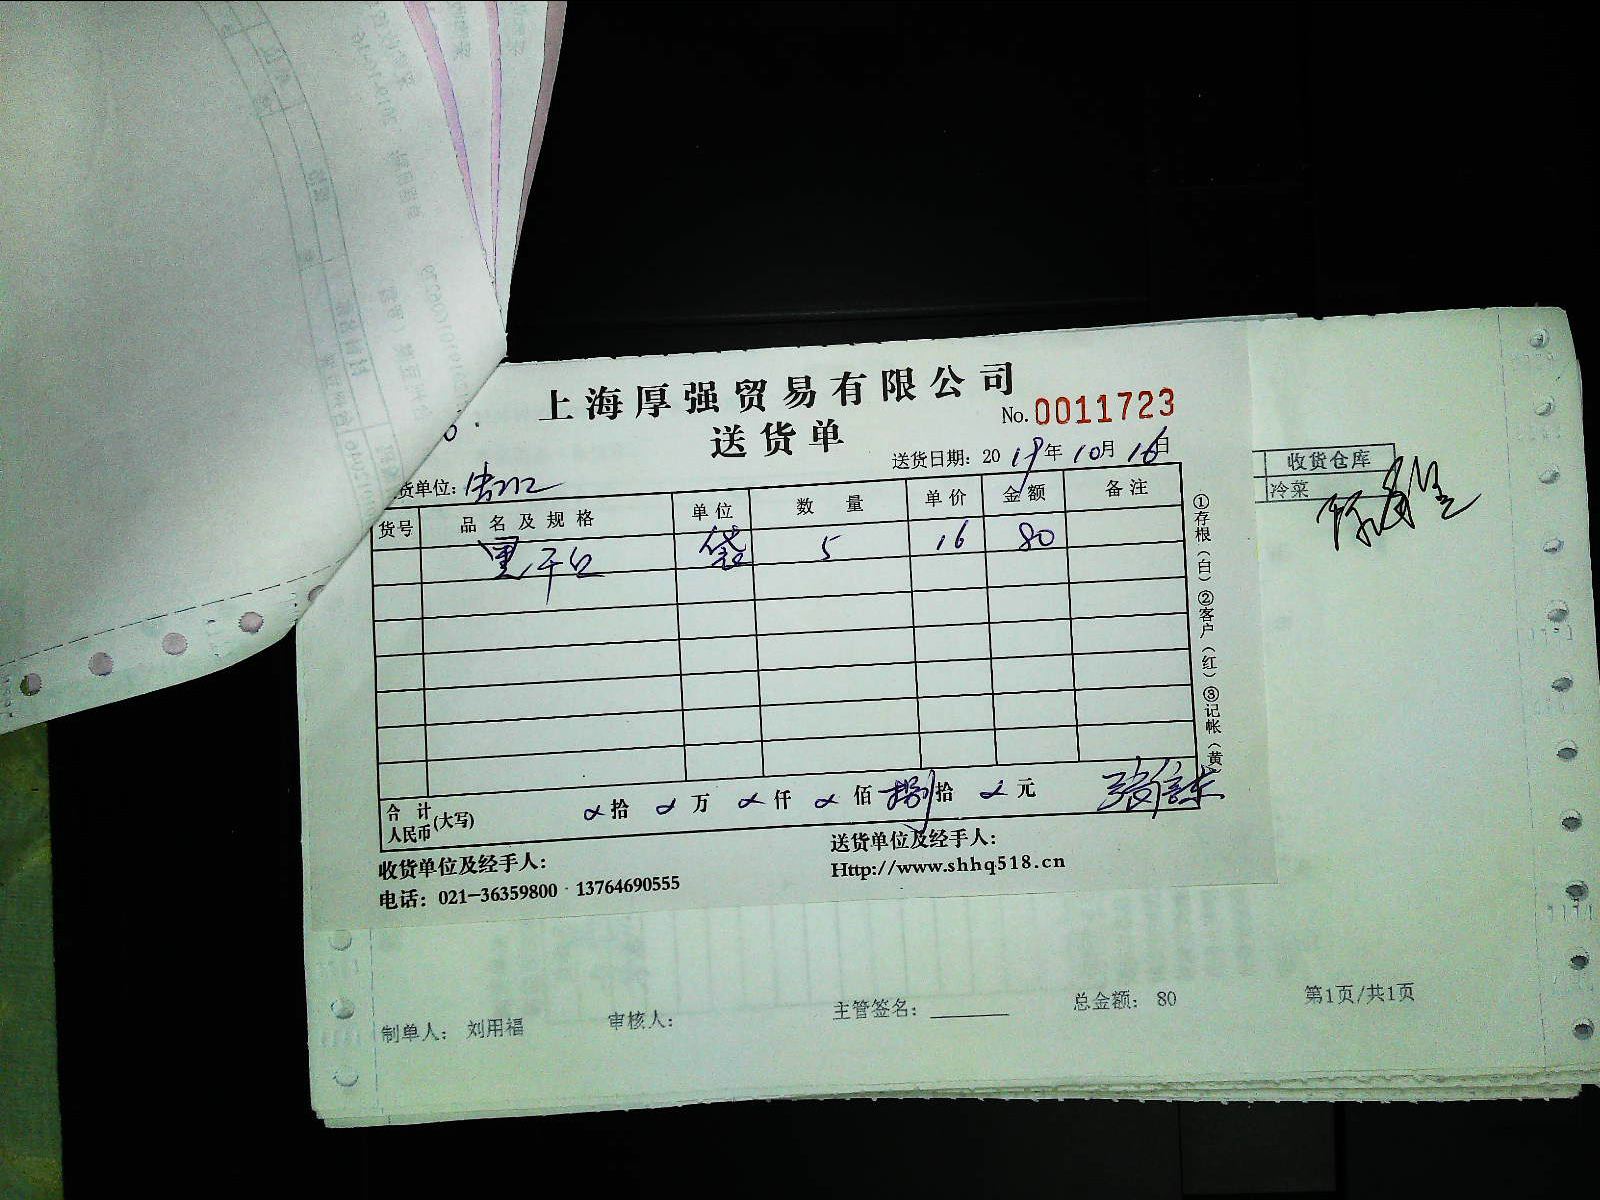 上海厚强贸易有限公司
送货单
No. 0011723
送货日期：2019年10月16日
货单位：
货号 品名及规格 单位 数量 单价 金额 备注
黑干豆 袋 5 16 80
①存根（白）②客户（红）③记帐（黄）
合计人民币(大写) 拾 万 仟 佰 捌拾 元
收货单位及经手人：
送货单位及经手人：
电话：021-36359800 · 13764690555
Http://www.shhq518.cn
收货仓库
冷菜
制单人： 刘用福 审核人： 主管签名：________ 总金额： 80 第1页/共1页